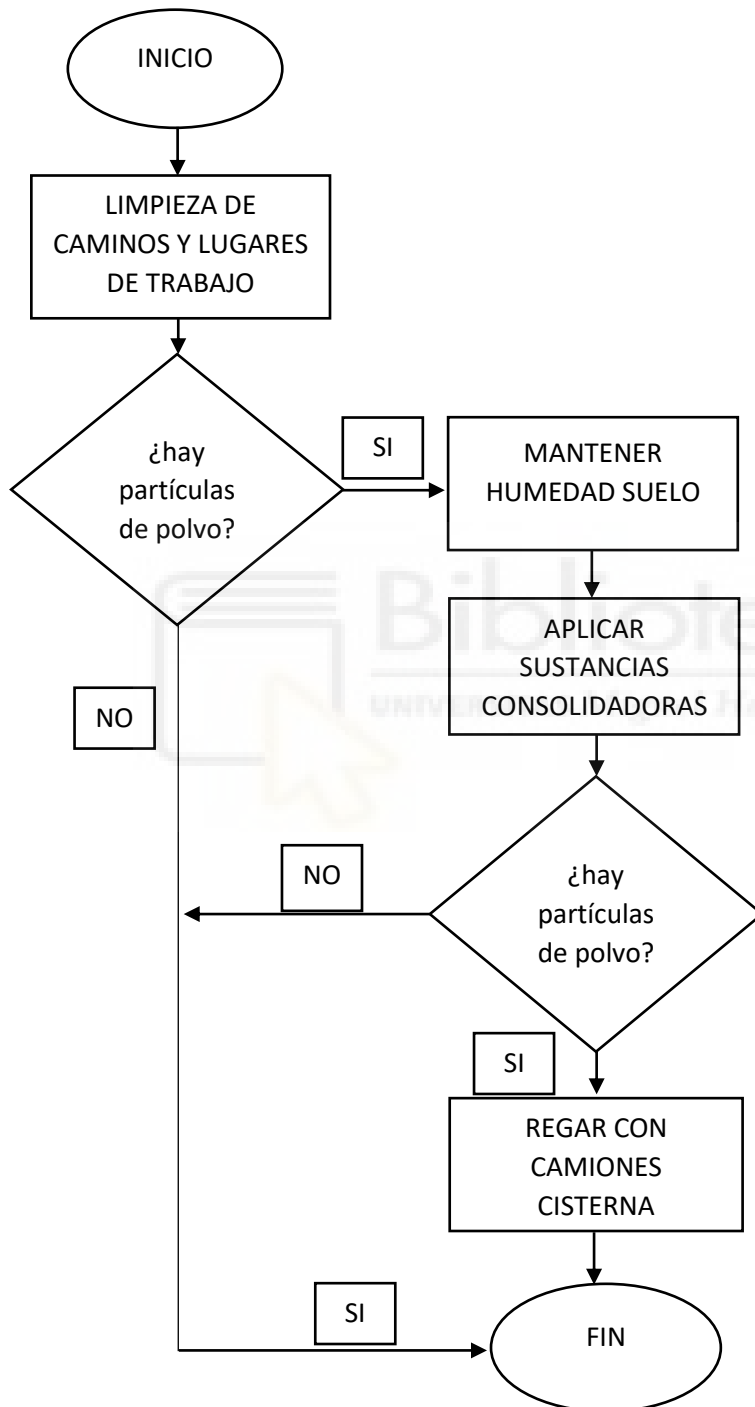 INICIO
LIMPIEZA DE
CAMINOS Y LUGARES
DE TRABAJO
¿hay
partículas
de polvo?
SI
MANTENER
HUMEDAD SUELO
APLICAR
SUSTANCIAS
CONSOLIDADORAS
NO
NO
¿hay
partículas
de polvo?
SI
REGAR CON
CAMIONES
CISTERNA
SI
FIN